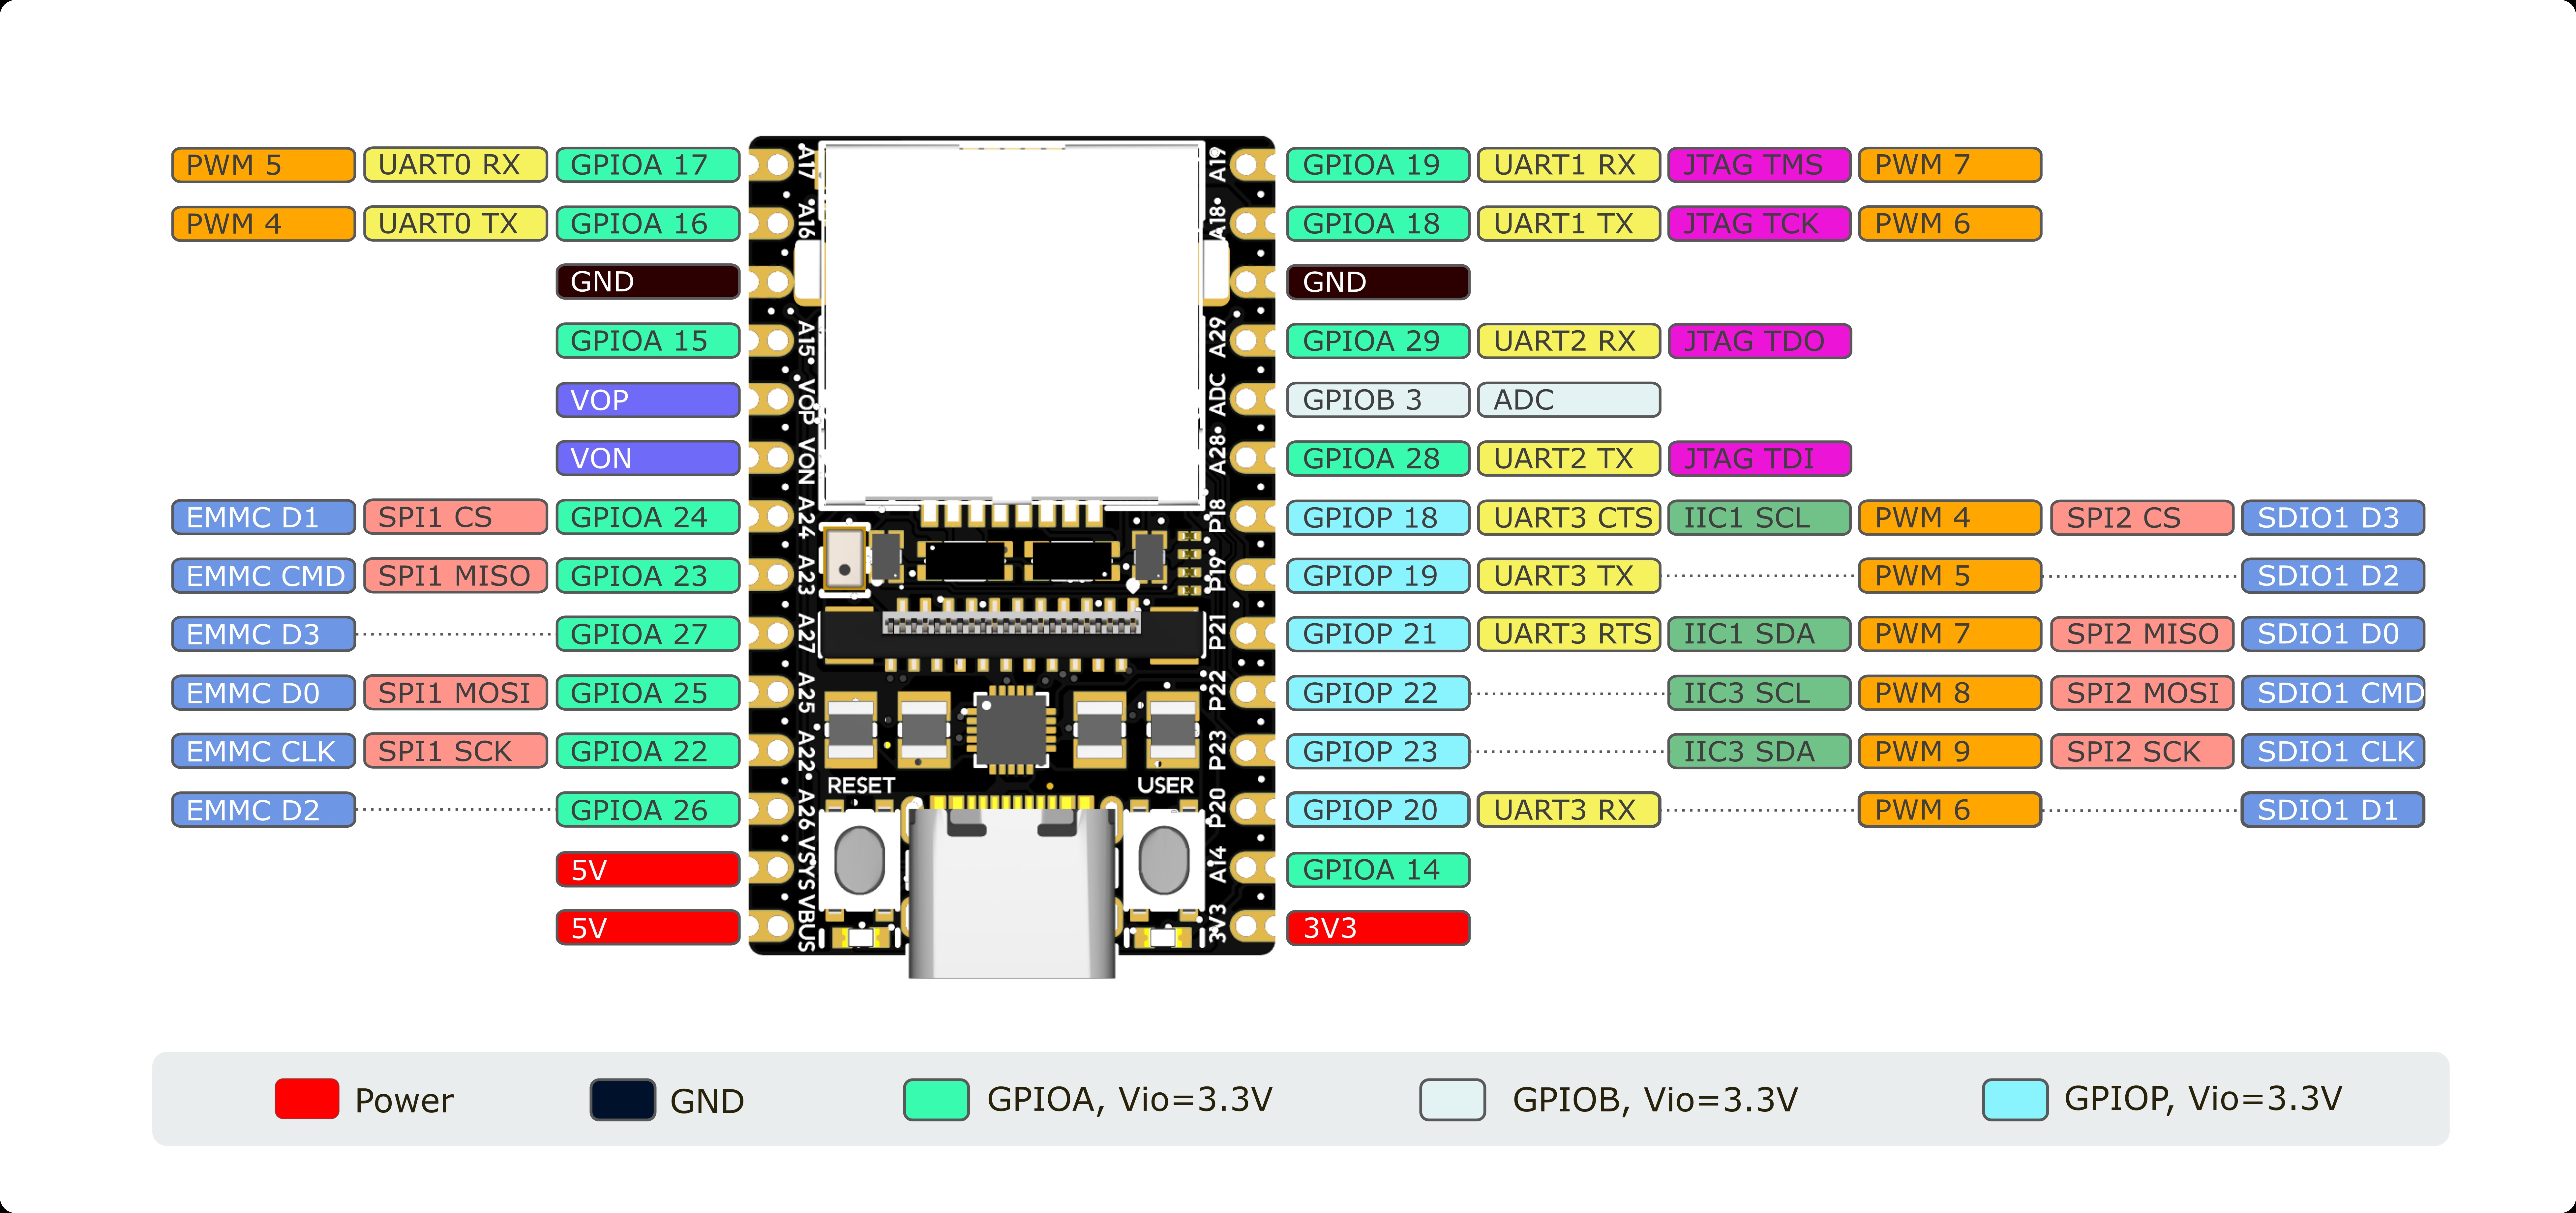 PWM 5 UART0 RX GPIOA 17 A17 A19 GPIOA 19 UART1 RX JTAG TMS PWM 7
PWM 4 UART0 TX GPIOA 16 A16 A18 GPIOA 18 UART1 TX JTAG TCK PWM 6
GND GND
GPIOA 15 A15 A29 GPIOA 29 UART2 RX JTAG TDO
VOP VOP ADC GPIOB 3 ADC
VON VON A28 GPIOA 28 UART2 TX JTAG TDI
EMMC D1 SPI1 CS GPIOA 24 A24 P18 GPIOP 18 UART3 CTS IIC1 SCL PWM 4 SPI2 CS SDIO1 D3
EMMC CMD SPI1 MISO GPIOA 23 A23 P19 GPIOP 19 UART3 TX PWM 5 SDIO1 D2
EMMC D3 GPIOA 27 A27 P21 GPIOP 21 UART3 RTS IIC1 SDA PWM 7 SPI2 MISO SDIO1 D0
EMMC D0 SPI1 MOSI GPIOA 25 A25 P22 GPIOP 22 IIC3 SCL PWM 8 SPI2 MOSI SDIO1 CMD
EMMC CLK SPI1 SCK GPIOA 22 A22 P23 GPIOP 23 IIC3 SDA PWM 9 SPI2 SCK SDIO1 CLK
RESET USER
EMMC D2 GPIOA 26 A26 P20 GPIOP 20 UART3 RX PWM 6 SDIO1 D1
5V VSYS A14 GPIOA 14
5V VBUS 3V3 3V3
Power GND GPIOA, Vio=3.3V GPIOB, Vio=3.3V GPIOP, Vio=3.3V